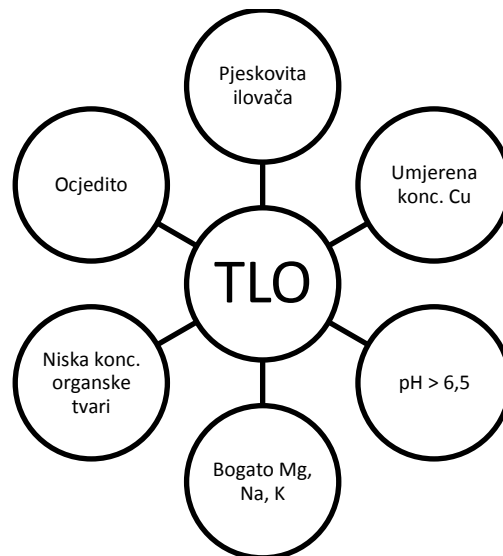 Pjeskovita
ilovača
Umjerena
konc. Cu
pH > 6,5
Bogato Mg,
Na, K
Niska konc.
organske
tvari
Ocjedito
TLO